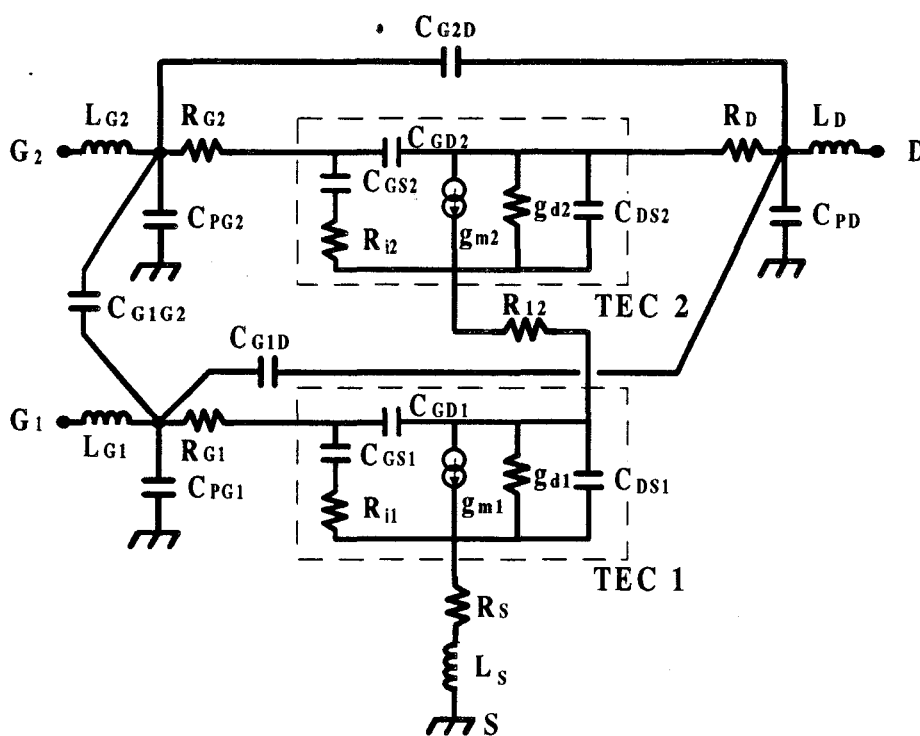 C G2D
L G2
R G2
C GD2
R D
L D
G 2
D
C GS2
C PG2
R i2
g m2
g d2
C DS2
C PD
TEC 2
R 12
C G1G2
C G1D
C GD1
G 1
L G1
R G1
C GS1
C PG1
R i1
g m1
g d1
C DS1
TEC 1
R S
L S
S